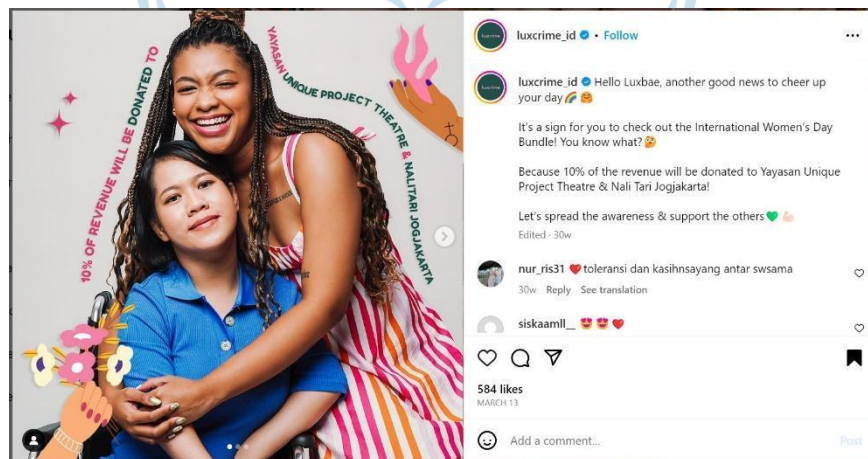 10% OF REVENUE WILL BE DONATED TO
YAYASAN UNIQUE PROJECT THEATRE & NALITARI JOGJAKARTA
luxcrime_id • Follow
luxcrime_id Hello Luxbae, another good news to cheer up
your day🌈 🤗
It's a sign for you to check out the International Women's Day
Bundle! You know what?🤔
Because 10% of the revenue will be donated to Yayasan Unique
Project Theatre & Nali Tari Jogjakarta!
Let's spread the awareness & support the others💚 💪🏻
Edited · 30w
nur_ris31 ❤️toleransi dan kasihnsayang antar swsama
30w Reply See translation
siskaamll__ 😍 😍 ❤️
584 likes
MARCH 13
Add a comment...
Post